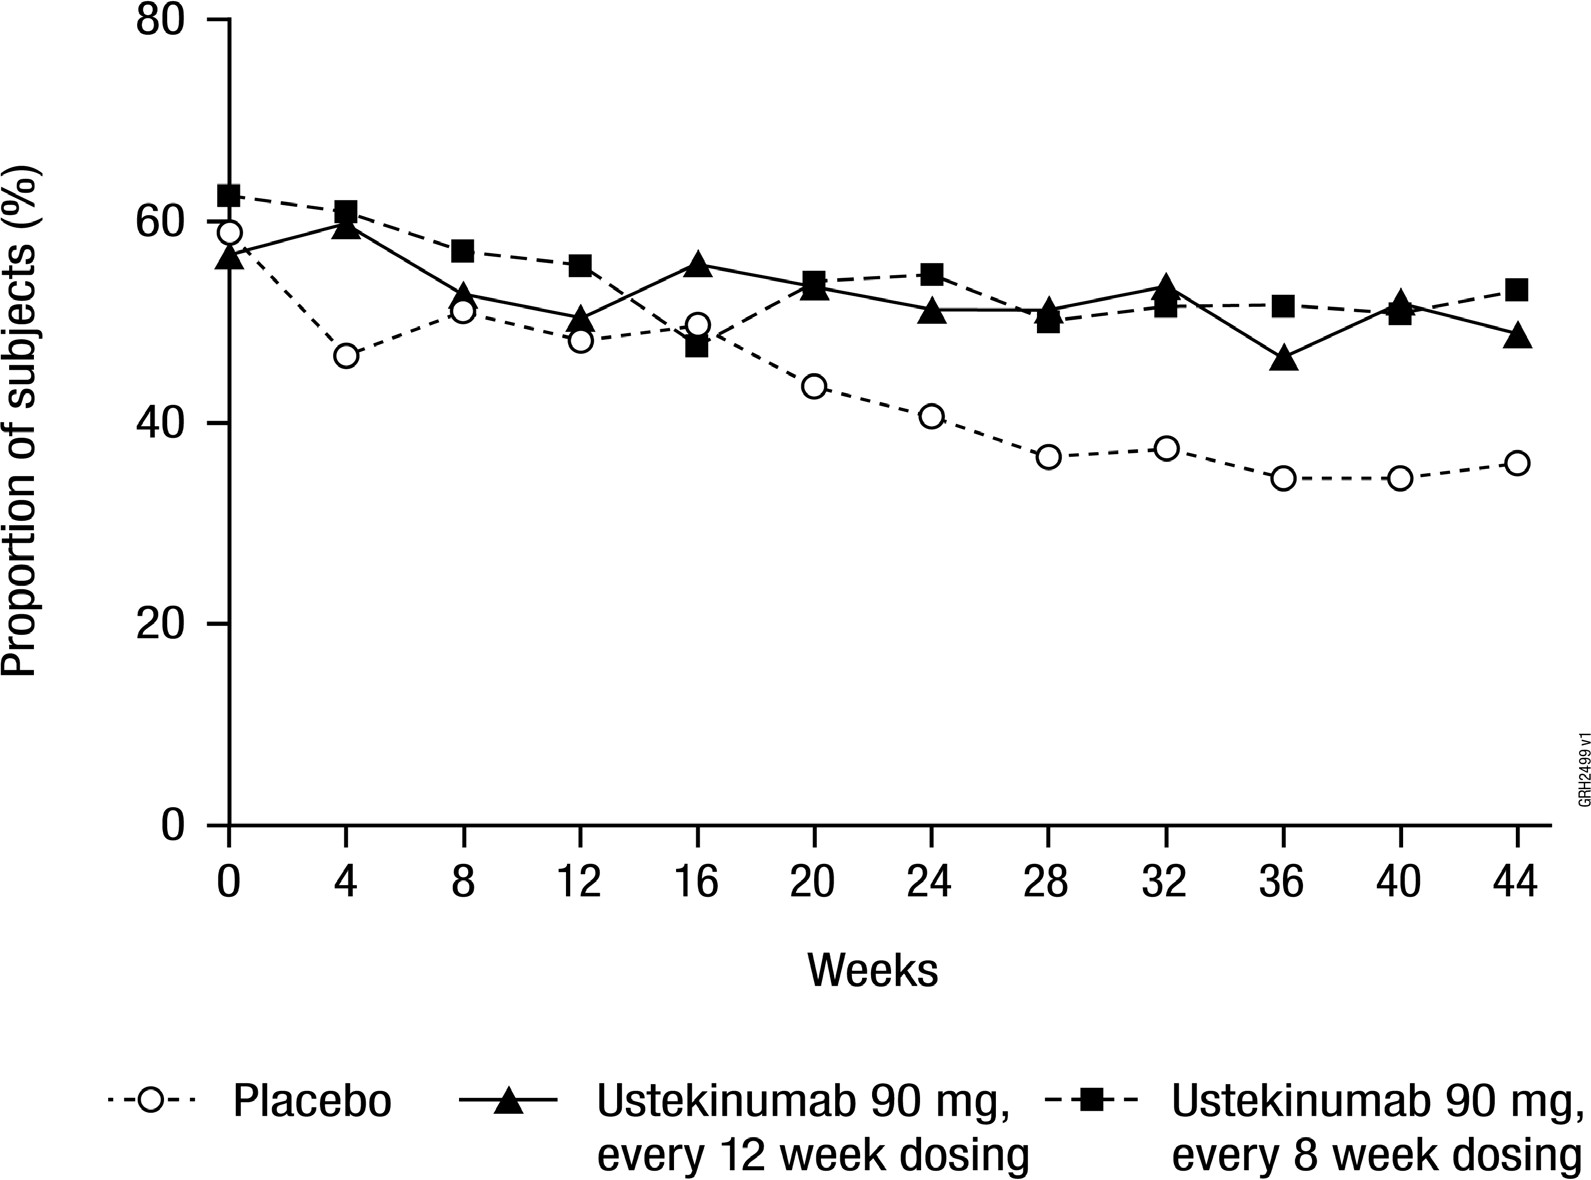 80
60
40
20
0
Proportion of subjects (%)
0 4 8 12 16 20 24 28 32 36 40 44
Weeks
GRH2499 v1
Placebo
Ustekinumab 90 mg,
every 12 week dosing
Ustekinumab 90 mg,
every 8 week dosing